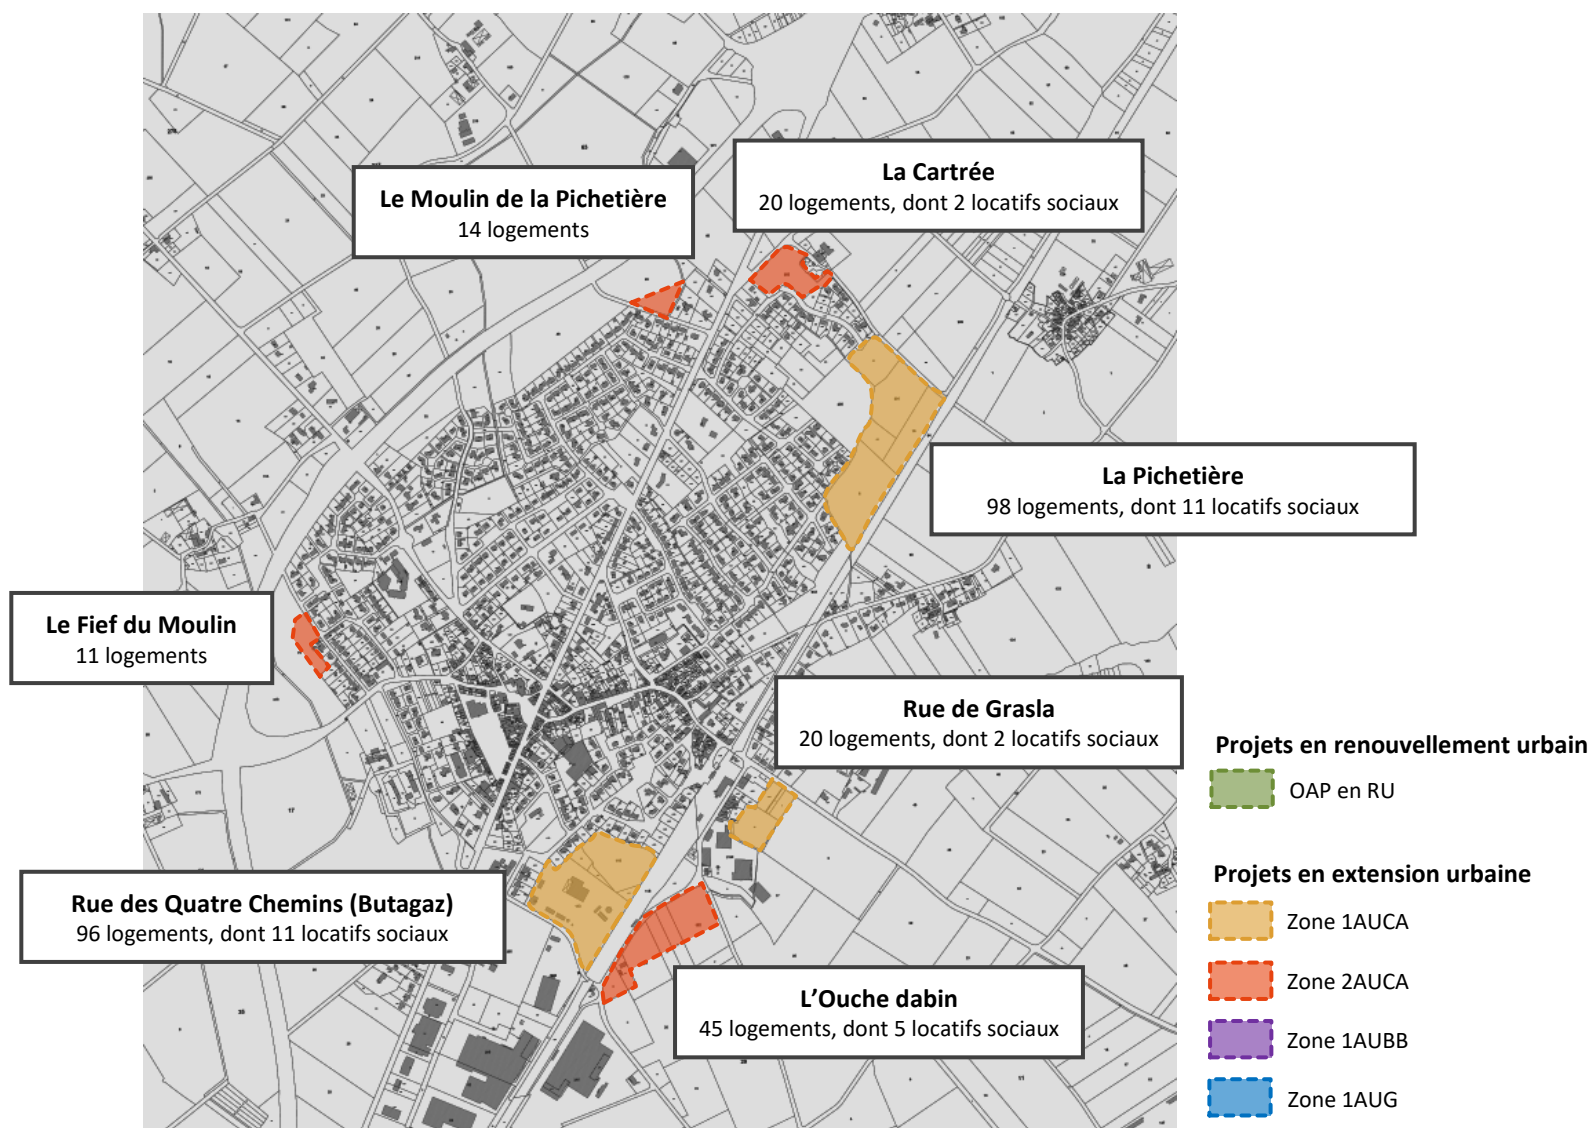 La Cartrée
20 logements, dont 2 locatifs sociaux
Le Moulin de la Pichetière
14 logements
La Pichetière
98 logements, dont 11 locatifs sociaux
Le Fief du Moulin
11 logements
Rue de Grasla
20 logements, dont 2 locatifs sociaux
Rue des Quatre Chemins (Butagaz)
96 logements, dont 11 locatifs sociaux
L’Ouche dabin
45 logements, dont 5 locatifs sociaux
Projets en renouvellement urbain
OAP en RU
Projets en extension urbaine
Zone 1AUCA
Zone 2AUCA
Zone 1AUBB
Zone 1AUG